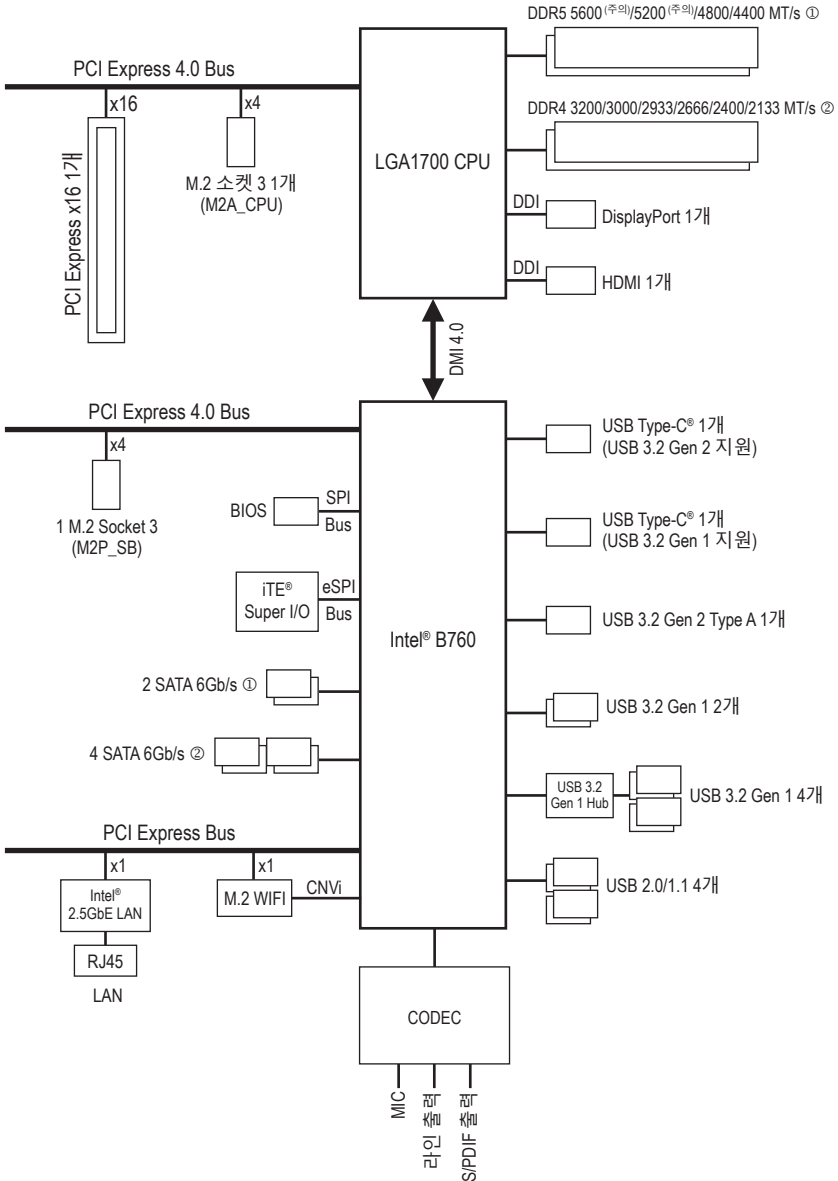 DDR5 5600 (주의)/5200 (주의)/4800/4400 MT/s ①
PCI Express 4.0 Bus
x16
x4
PCI Express x16 1개
M.2 소켓 3 1개
(M2A_CPU)
LGA1700 CPU
DDR4 3200/3000/2933/2666/2400/2133 MT/s ②
DDI
DisplayPort 1개
DDI
HDMI 1개
DMI 4.0
PCI Express 4.0 Bus
x4
1 M.2 Socket 3
(M2P_SB)
BIOS
SPI
Bus
iTE®
Super I/O
eSPI
Bus
2 SATA 6Gb/s ①
4 SATA 6Gb/s ②
Intel® B760
USB Type-C® 1개
(USB 3.2 Gen 2 지원)
USB Type-C® 1개
(USB 3.2 Gen 1 지원)
USB 3.2 Gen 2 Type A 1개
USB 3.2 Gen 1 2개
USB 3.2
Gen 1 Hub
USB 3.2 Gen 1 4개
USB 2.0/1.1 4개
PCI Express Bus
x1
x1
Intel®
2.5GbE LAN
M.2 WIFI
CNVi
RJ45
LAN
CODEC
MIC
라인 출력
S/PDIF 출력